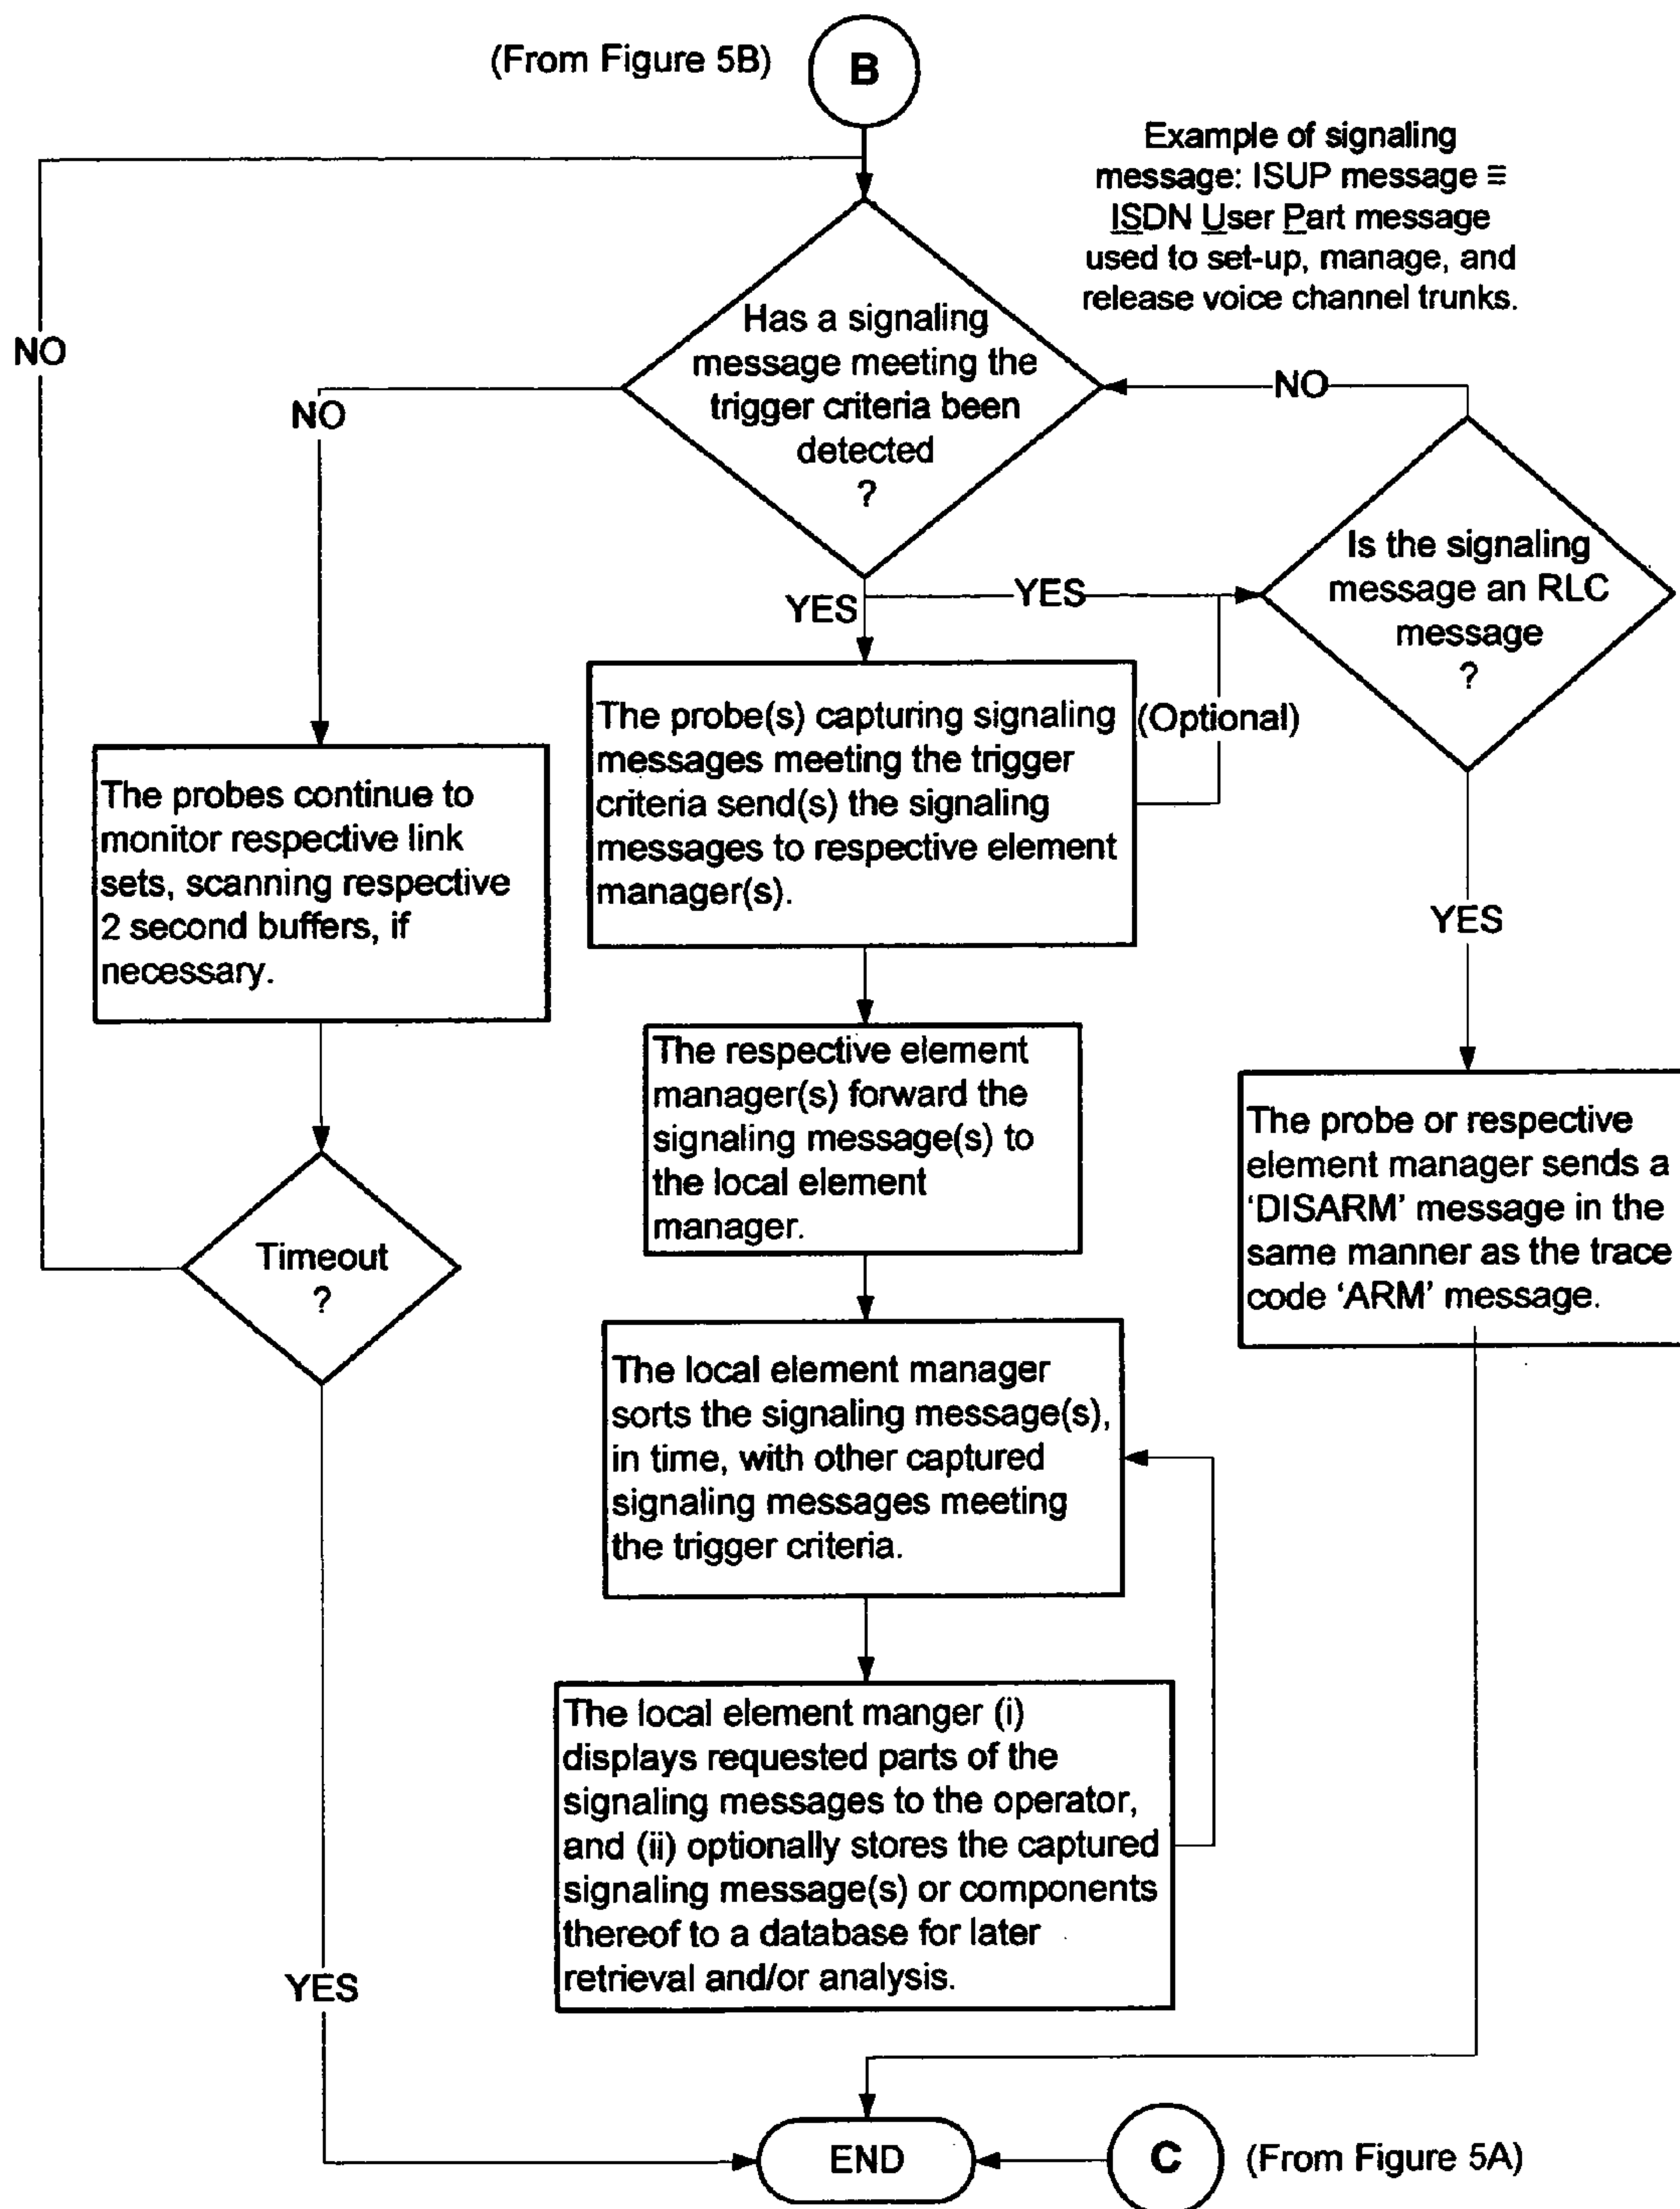 (From Figure 5B)
B
Example of signaling
message: ISUP message ≡
ISDN User Part message
used to set-up, manage, and
release voice channel trunks.
NO
Has a signaling
message meeting the
trigger criteria been
detected
?
NO
NO
Is the signaling
message an RLC
message
?
YES
YES
The probe(s) capturing signaling
messages meeting the trigger
criteria send(s) the signaling
messages to respective element
manager(s).
(Optional)
The probes continue to
monitor respective link
sets, scanning respective
2 second buffers, if
necessary.
YES
The respective element
manager(s) forward the
signaling message(s) to
the local element
manager.
The probe or respective
element manager sends a
‘DISARM’ message in the
same manner as the trace
code ‘ARM’ message.
Timeout
?
The local element manager
sorts the signaling message(s),
in time, with other captured
signaling messages meeting
the trigger criteria.
The local element manger (i)
displays requested parts of the
signaling messages to the operator,
and (ii) optionally stores the captured
signaling message(s) or components
thereof to a database for later
retrieval and/or analysis.
YES
END
C
(From Figure 5A)